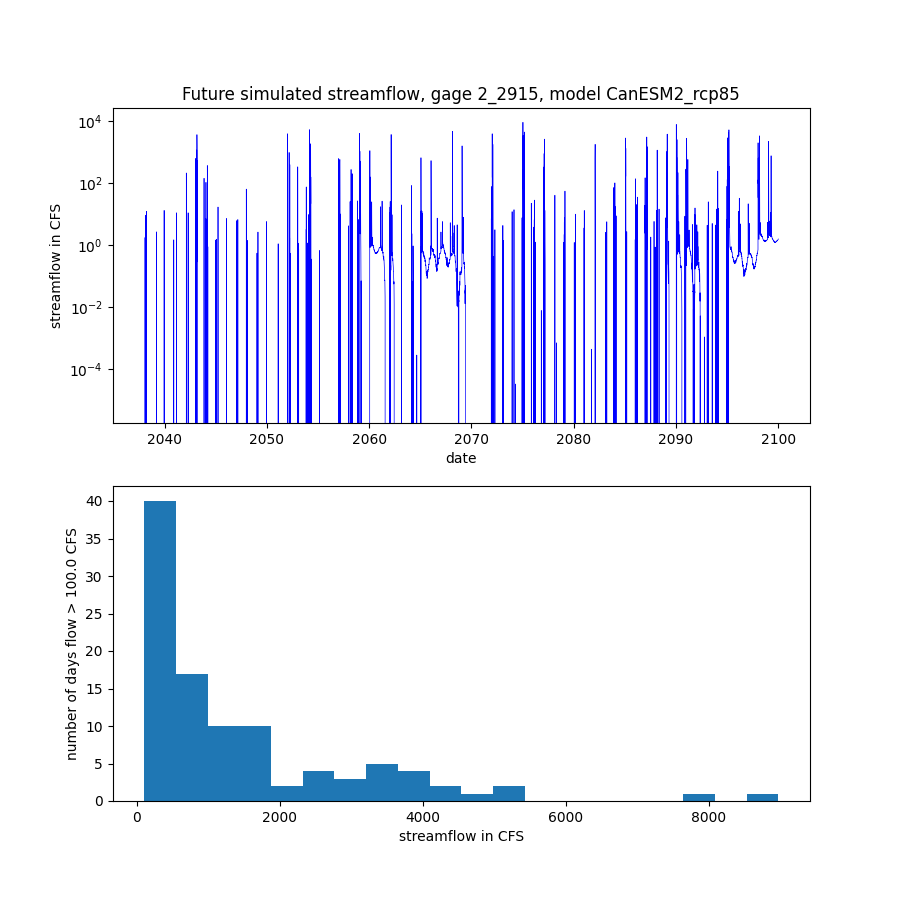 Future simulated streamflow, gage 2_2915, model CanESM2_rcp85
streamflow in CFS
10^4
10^2
10^0
10^−2
10^−4
2040 2050 2060 2070 2080 2090 2100
date
number of days flow > 100.0 CFS
40
35
30
25
20
15
10
5
0
0 2000 4000 6000 8000
streamflow in CFS